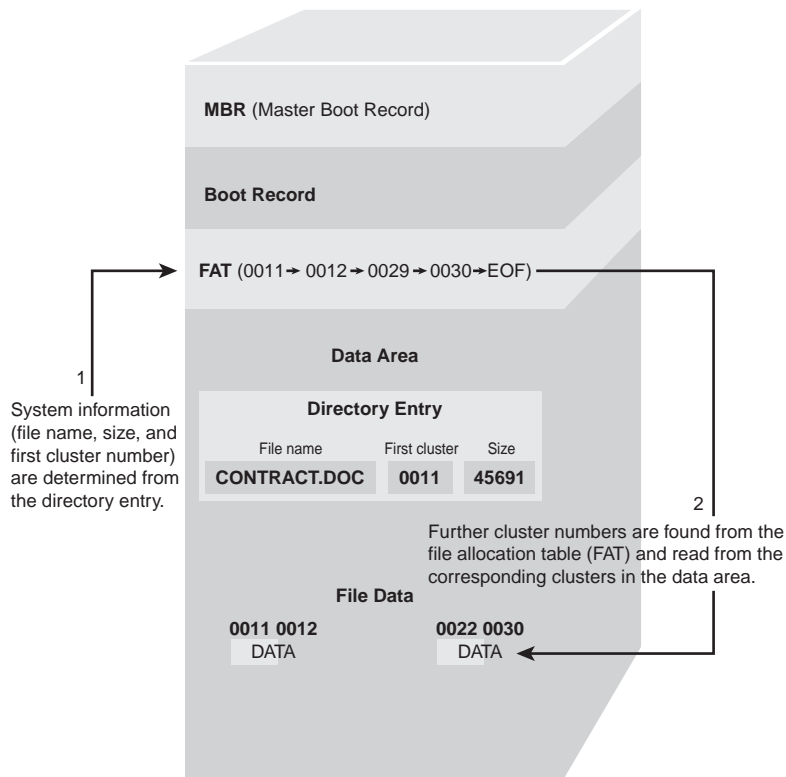 MBR (Master Boot Record)
Boot Record
FAT (0011→ 0012→ 0029→ 0030→EOF)
Data Area
1
System information
(file name, size, and
first cluster number)
are determined from
the directory entry.
Directory Entry
File name First cluster Size
CONTRACT.DOC 0011 45691
2
Further cluster numbers are found from the
file allocation table (FAT) and read from the
corresponding clusters in the data area.
File Data
0011 0012 0022 0030
DATA DATA